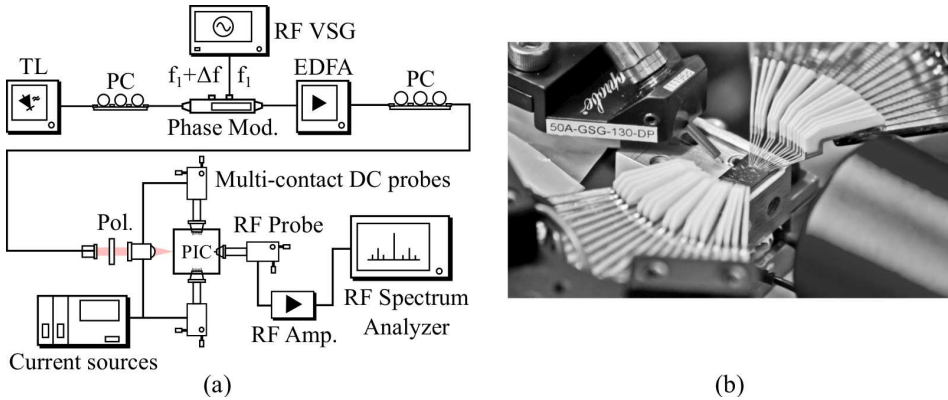 RF VSG
TL
PC
f₁+Δf
f₁
EDFA
PC
Phase Mod.
Multi-contact DC probes
Pol.
RF Probe
PIC
RF Spectrum
Analyzer
RF Amp.
Current sources
(a)
50A-GSG-130-DP
(b)